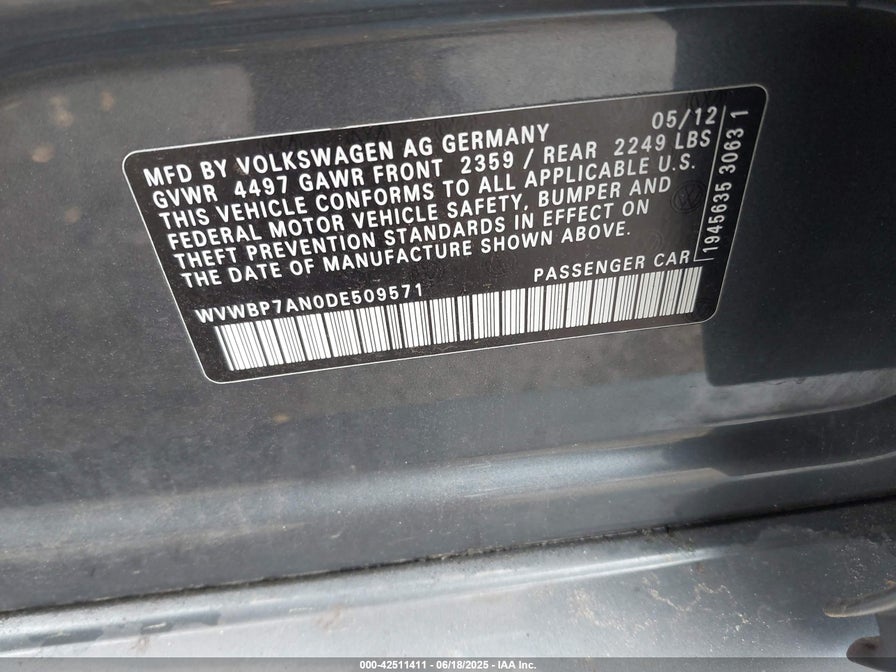 05/12
MFD BY VOLKSWAGEN AG GERMANY
GVWR 4497 GAWR FRONT 2359 / REAR 2249 LBS
THIS VEHICLE CONFORMS TO ALL APPLICABLE U.S.
FEDERAL MOTOR VEHICLE SAFETY, BUMPER AND
THEFT PREVENTION STANDARDS IN EFFECT ON
THE DATE OF MANUFACTURE SHOWN ABOVE.
WVWBP7AN0DE509571
PASSENGER CAR
1945635 3063 1
000-42511411 - 06/18/2025 - IAA Inc.